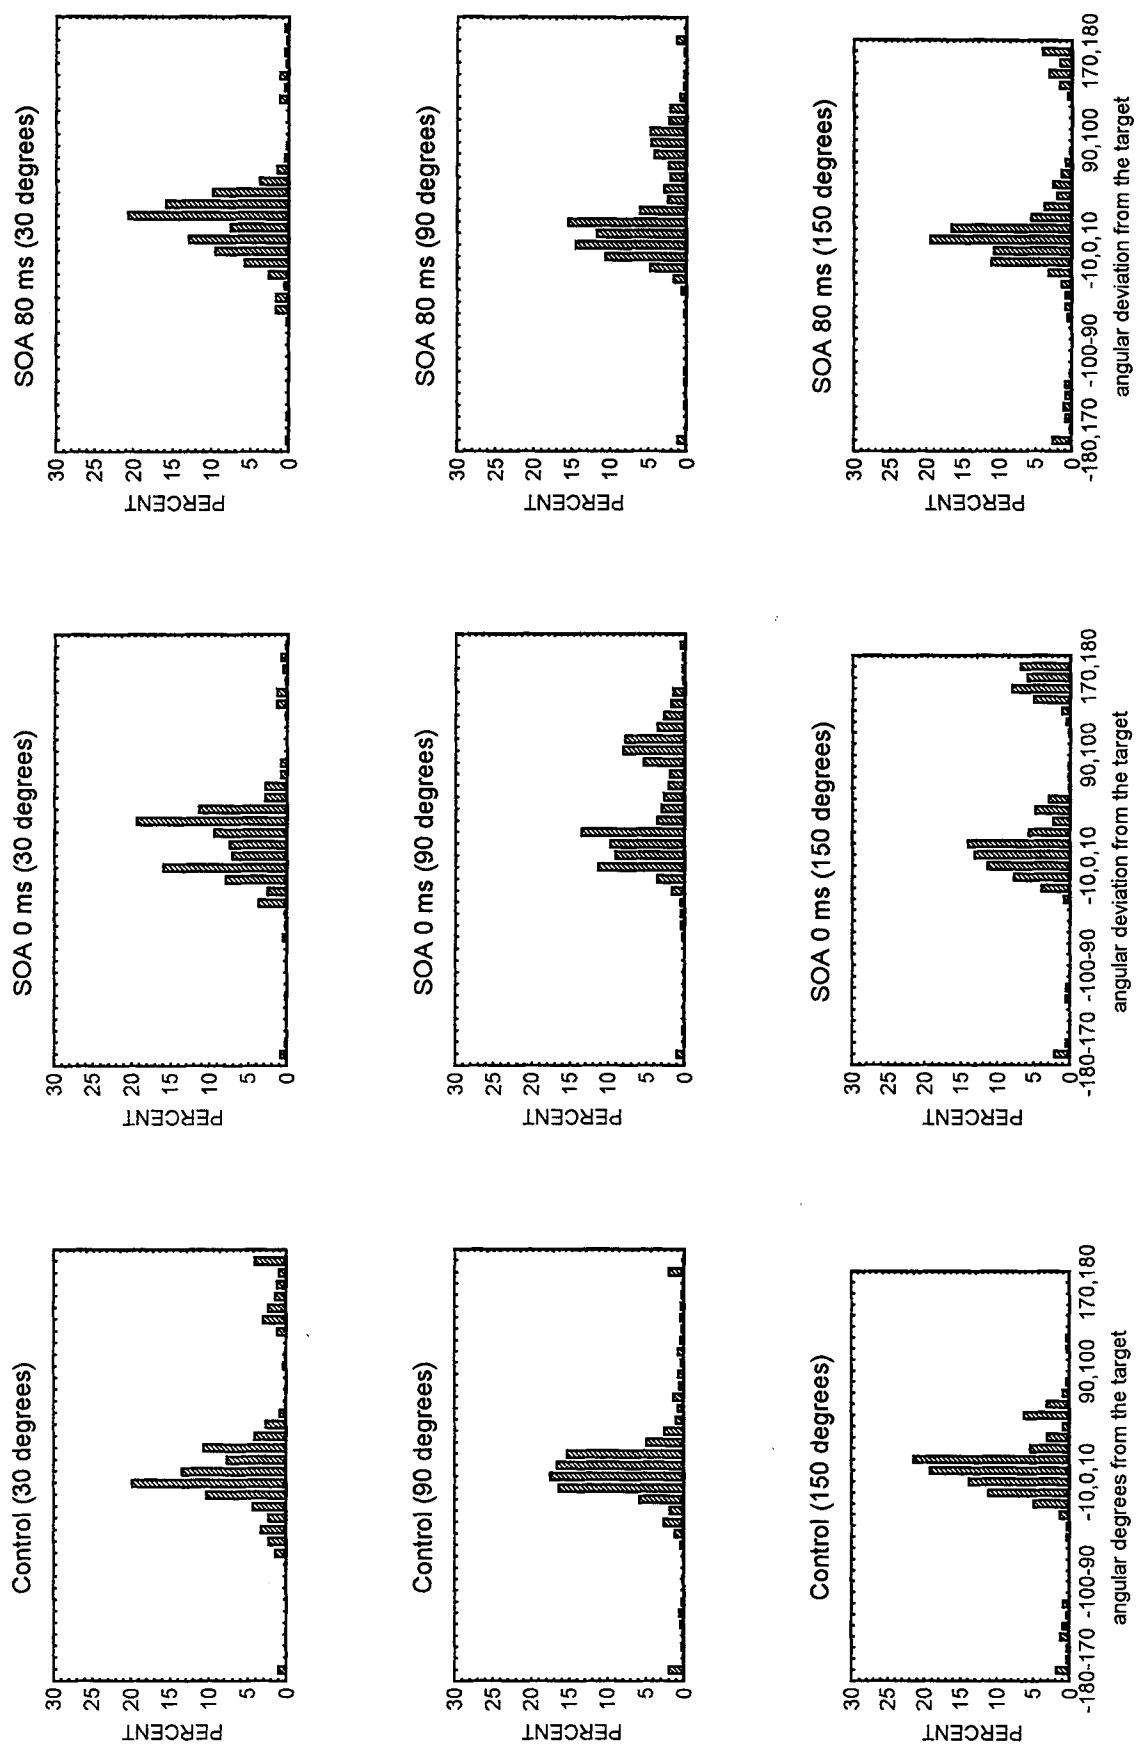 Control (30 degrees)
30
25
20
15
10
5
0
PERCENT
SOA 0 ms (30 degrees)
30
25
20
15
10
5
0
PERCENT
SOA 80 ms (30 degrees)
30
25
20
15
10
5
0
PERCENT
Control (90 degrees)
30
25
20
15
10
5
0
PERCENT
SOA 0 ms (90 degrees)
30
25
20
15
10
5
0
PERCENT
SOA 80 ms (90 degrees)
30
25
20
15
10
5
0
PERCENT
Control (150 degrees)
30
25
20
15
10
5
0
PERCENT
-180-170 -100-90 -10,0,10 90,100 170,180
angular degrees from the target
SOA 0 ms (150 degrees)
30
25
20
15
10
5
0
PERCENT
-180-170 -100-90 -10,0,10 90,100 170,180
angular deviation from the target
SOA 80 ms (150 degrees)
30
25
20
15
10
5
0
PERCENT
-180,170 -100-90 -10,0,10 90,100 170,180
angular deviation from the target